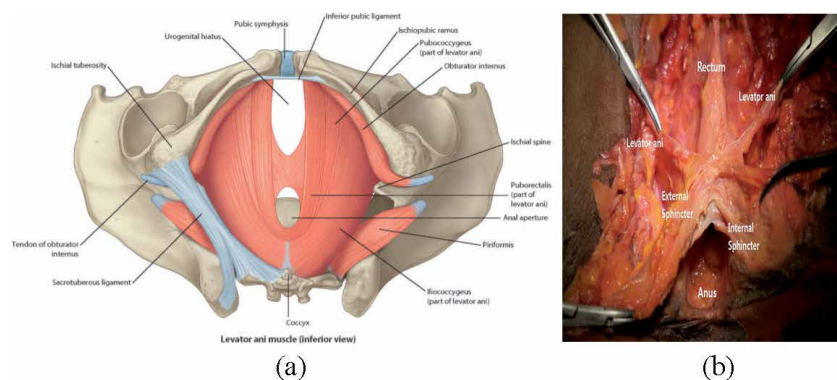 Pubic symphysis
Inferior pubic ligament
Urogenital hiatus
Ischiopubic ramus
Pubococcygeus
(part of levator ani)
Ischial tuberosity
Obturator internus
Ischial spine
Puborectalis
(part of
levator ani)
Anal aperture
Tendon of obturator
internus
Piriformis
Sacrotuberous ligament
Iliococcygeus
(part of levator ani)
Coccyx
Levator ani muscle (inferior view)
(a)
Rectum
Levator ani
Levator ani
External
Sphincter
Internal
Sphincter
Anus
(b)